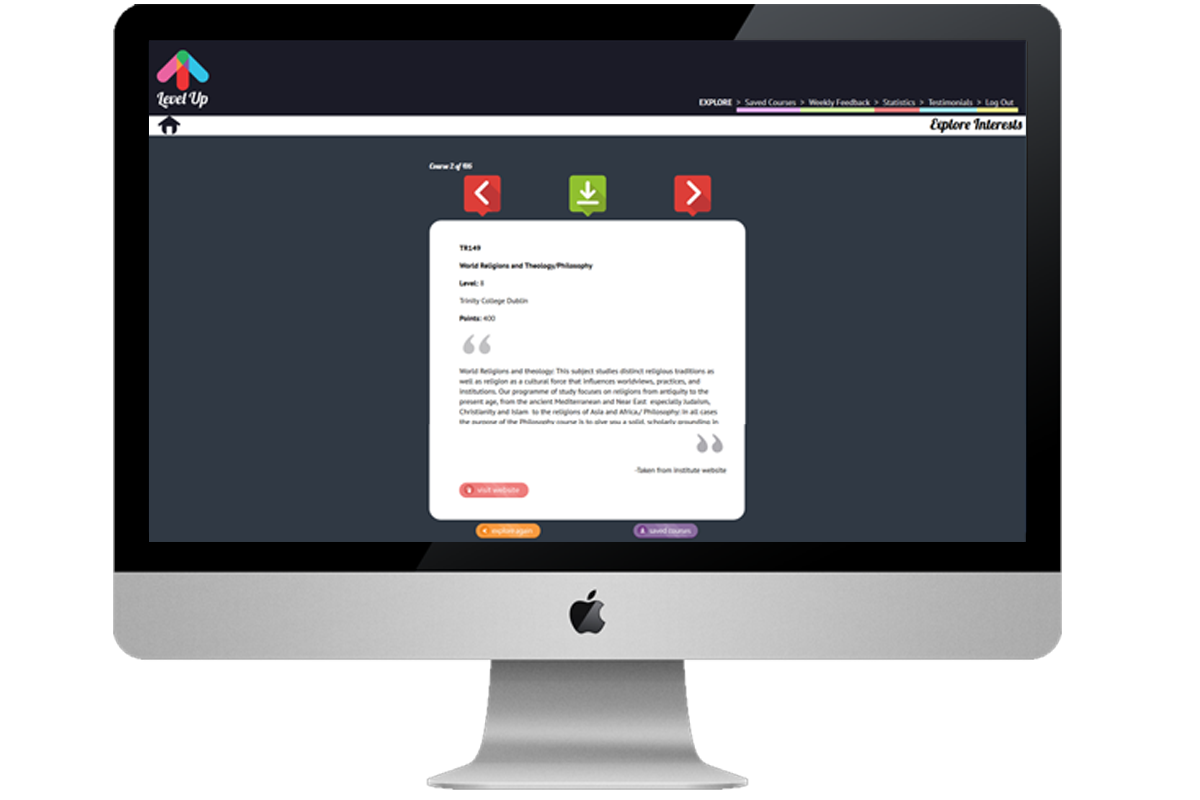 Level Up
EXPLORE > Saved Courses > Weekly Feedback > Statistics > Testimonials > Log Out
Explore Interests
Course 2 of
TR149
World Religions and Theology/Philosophy
Level: 8
Trinity College Dublin
Points: 400
“
World Religions and theology: This subject studies distinct religious traditions as
well as religion as a cultural force that influences worldviews, practices, and
institutions. Our programme of study focuses on religions from antiquity to the
present age, from the ancient Mediterranean and Near East especially Judaism,
Christianity and Islam to the religions of Asia and Africa./ Philosophy: In all cases
the purpose of the Philosophy course is to give you a solid, scholarly grounding in
”
-Taken from institute website
visit website
explore again
saved courses